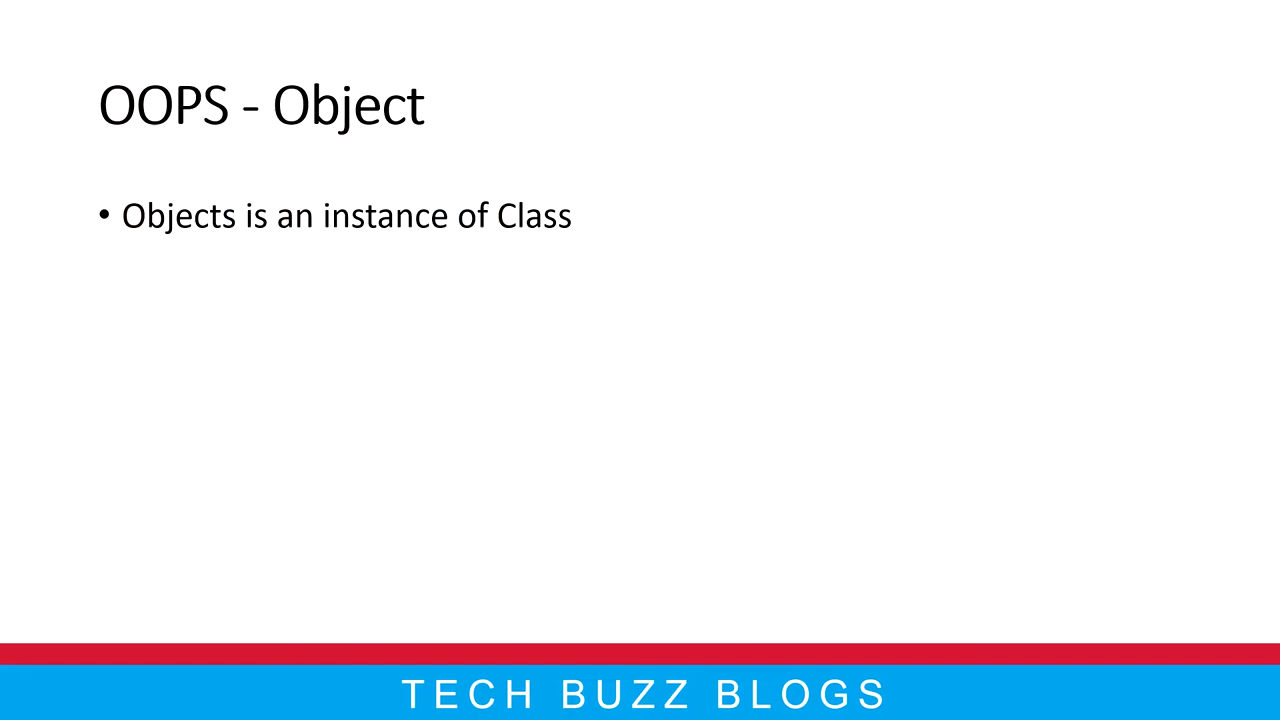 OOPS - Object
• Objects is an instance of Class
TECH BUZZ BLOGS